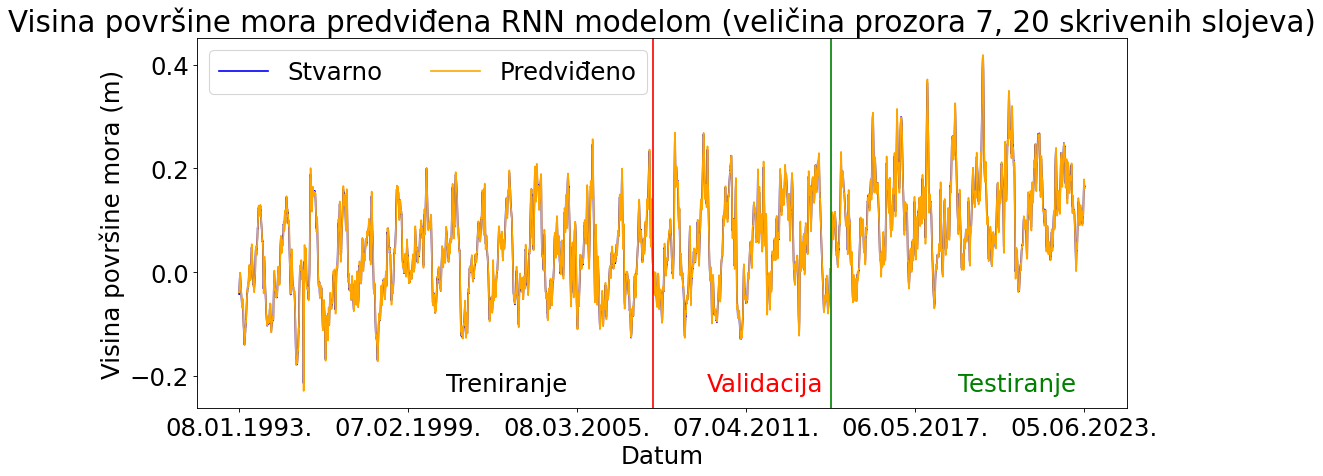 Visina površine mora predviđena RNN modelom (veličina prozora 7, 20 skrivenih slojeva)
Stvarno
Predviđeno
Visina površine mora (m)
0.4
0.2
0.0
−0.2
Treniranje
Validacija
Testiranje
08.01.1993.
07.02.1999.
08.03.2005.
07.04.2011.
06.05.2017.
05.06.2023.
Datum